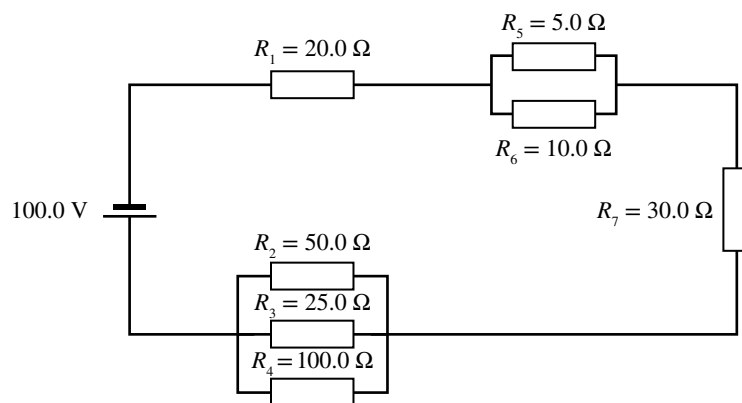 R₅ = 5.0 Ω
R₁ = 20.0 Ω
R₆ = 10.0 Ω
100.0 V
R₇ = 30.0 Ω
R₂ = 50.0 Ω
R₃ = 25.0 Ω
R₄ = 100.0 Ω